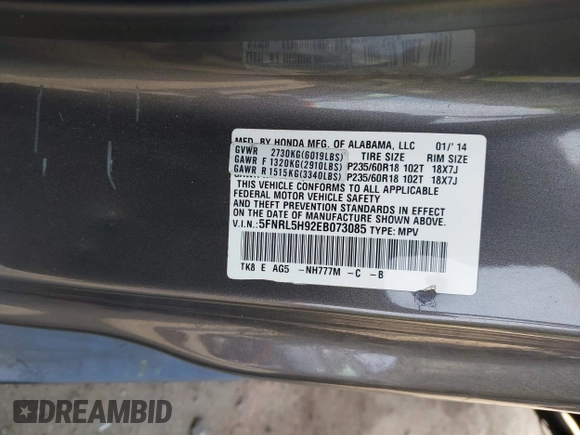 MFD. BY HONDA MFG. OF ALABAMA, LLC 01/'14
GVWR 2730KG(6019LBS) TIRE SIZE RIM SIZE
GAWR F 1320KG(2910LBS) P235/60R18 102T 18X7J
GAWR R 1515KG(3340LBS) P235/60R18 102T 18X7J
THIS VEHICLE CONFORMS TO ALL APPLICABLE
FEDERAL MOTOR VEHICLE SAFETY
AND THEFT PREVENTION STANDARDS IN EFFECT
ON THE DATE OF MANUFACTURE SHOWN ABOVE.
V.I.N.: 5FNRL5H92EB073085 TYPE: MPV
TK8 E AG5 -NH777M -C -B
DREAMBID